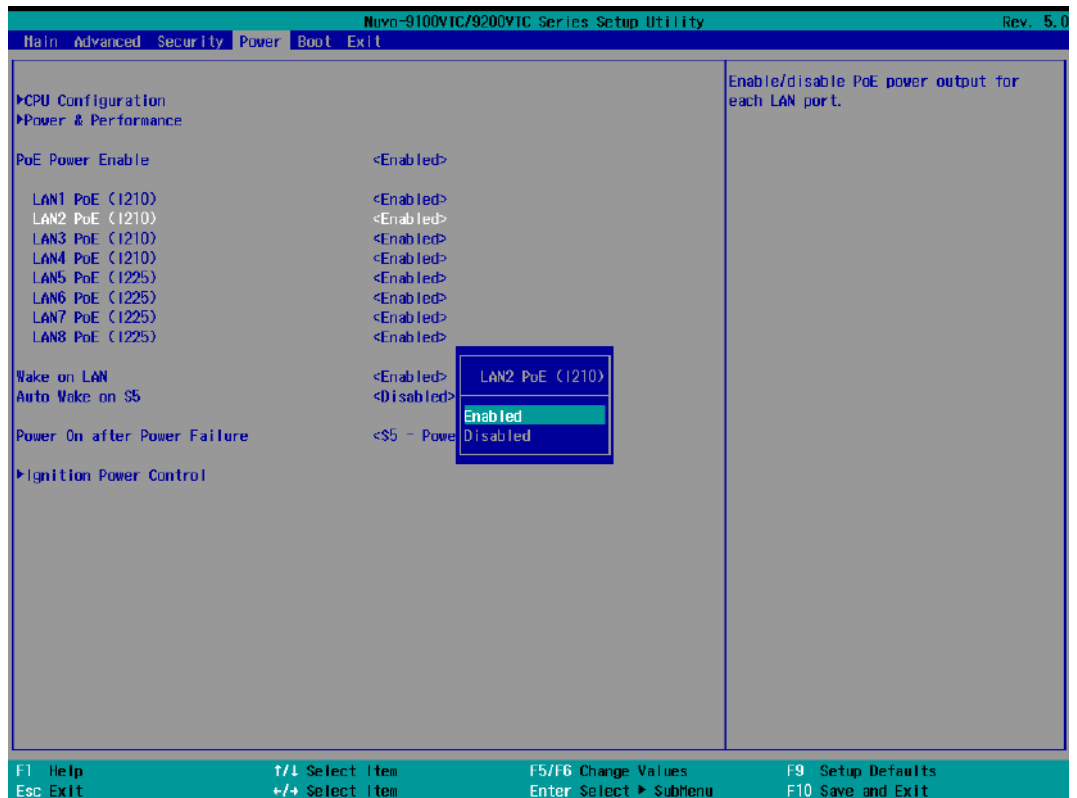 Nuvo-9100VTC/9200VTC Series Setup Utility Rev. 5.0
Main Advanced Security Power Boot Exit
Enable/disable PoE power output for
each LAN port.
▶CPU Configuration
▶Power & Performance
PoE Power Enable <Enabled>
LAN1 PoE (I210) <Enabled>
LAN2 PoE (I210) <Enabled>
LAN3 PoE (I210) <Enabled>
LAN4 PoE (I210) <Enabled>
LAN5 PoE (I225) <Enabled>
LAN6 PoE (I225) <Enabled>
LAN7 PoE (I225) <Enabled>
LAN8 PoE (I225) <Enabled>
Wake on LAN <Enabled>
Auto Wake on S5 <Disabled>
Power On after Power Failure <S5 - Powe
▶Ignition Power Control
LAN2 PoE (I210)
Enabled
Disabled
F1 Help ↑/↓ Select Item F5/F6 Change Values F9 Setup Defaults
Esc Exit ←/→ Select Item Enter Select ▶ SubMenu F10 Save and Exit